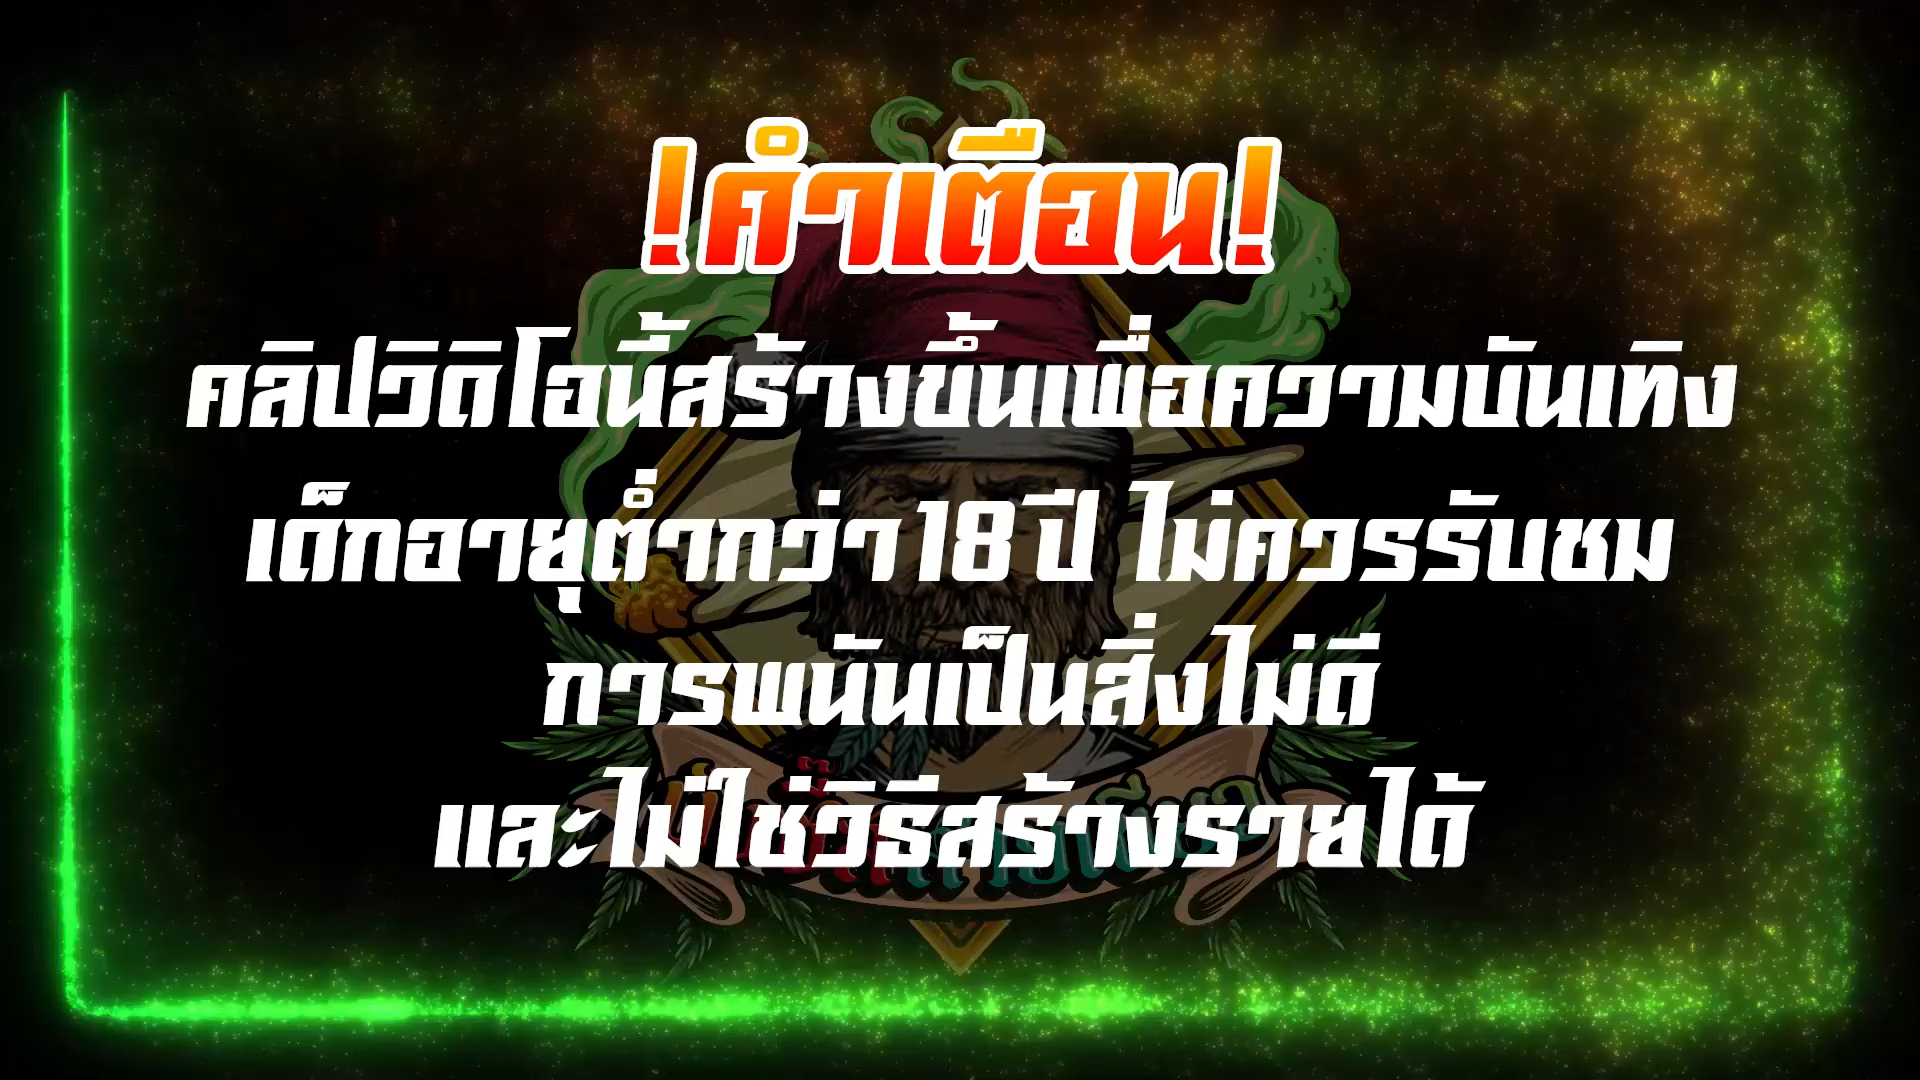 !คำเตือน!
คลิปวิดิโอนี้สร้างขึ้นเพื่อความบันเทิง
เด็กอายุต่ำกว่า 18 ปี ไม่ควรรับชม
การพนันเป็นสิ่งไม่ดี
และไม่ใช่วิธีสร้างรายได้